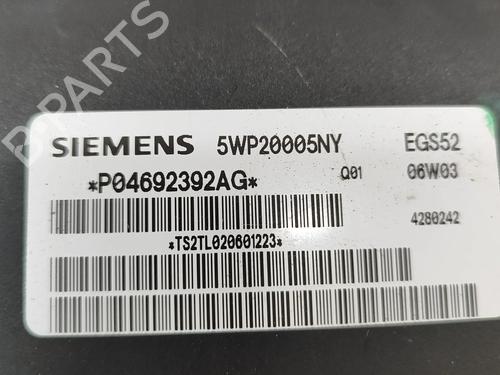 B-PARTS
SIEMENS 5WP20005NY EGS52
*P04692392AG* Q01 06W03
4280242
*TS2TL020601223*